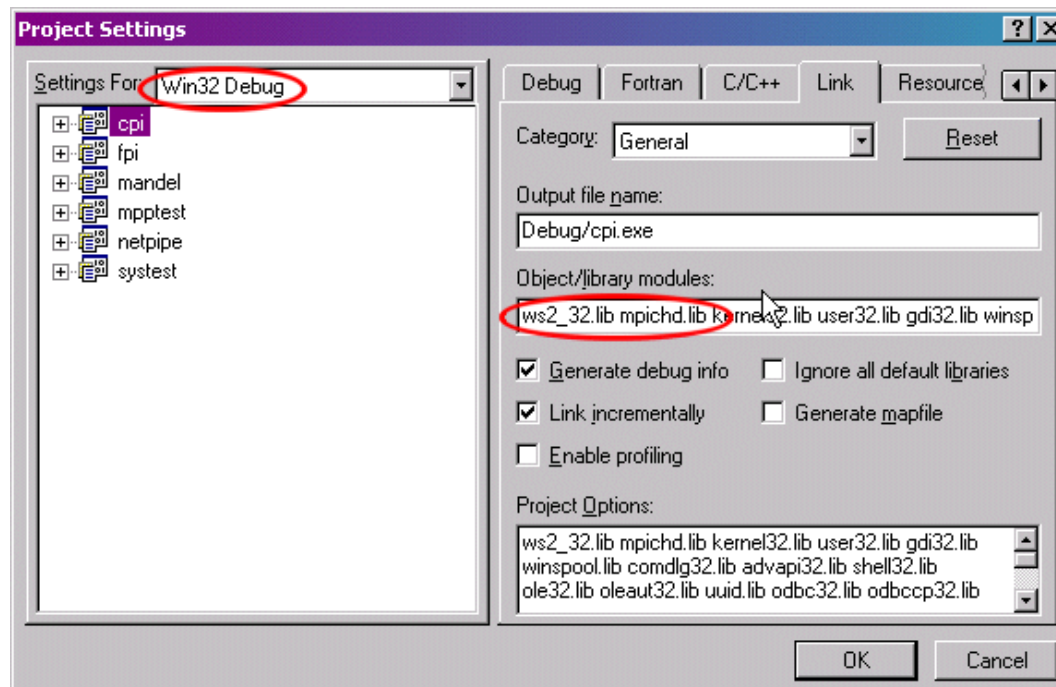 Project Settings
Settings For: Win32 Debug
cpi
fpi
mandel
mpptest
netpipe
systest
Debug Fortran C/C++ Link Resource
Category: General Reset
Output file name:
Debug/cpi.exe
Object/library modules:
ws2_32.lib mpichd.lib kernel32.lib user32.lib gdi32.lib winsp
Generate debug info Ignore all default libraries
Link incrementally Generate mapfile
Enable profiling
Project Options:
ws2_32.lib mpichd.lib kernel32.lib user32.lib gdi32.lib
winspool.lib comdlg32.lib advapi32.lib shell32.lib
ole32.lib oleaut32.lib uuid.lib odbc32.lib odbccp32.lib
OK Cancel